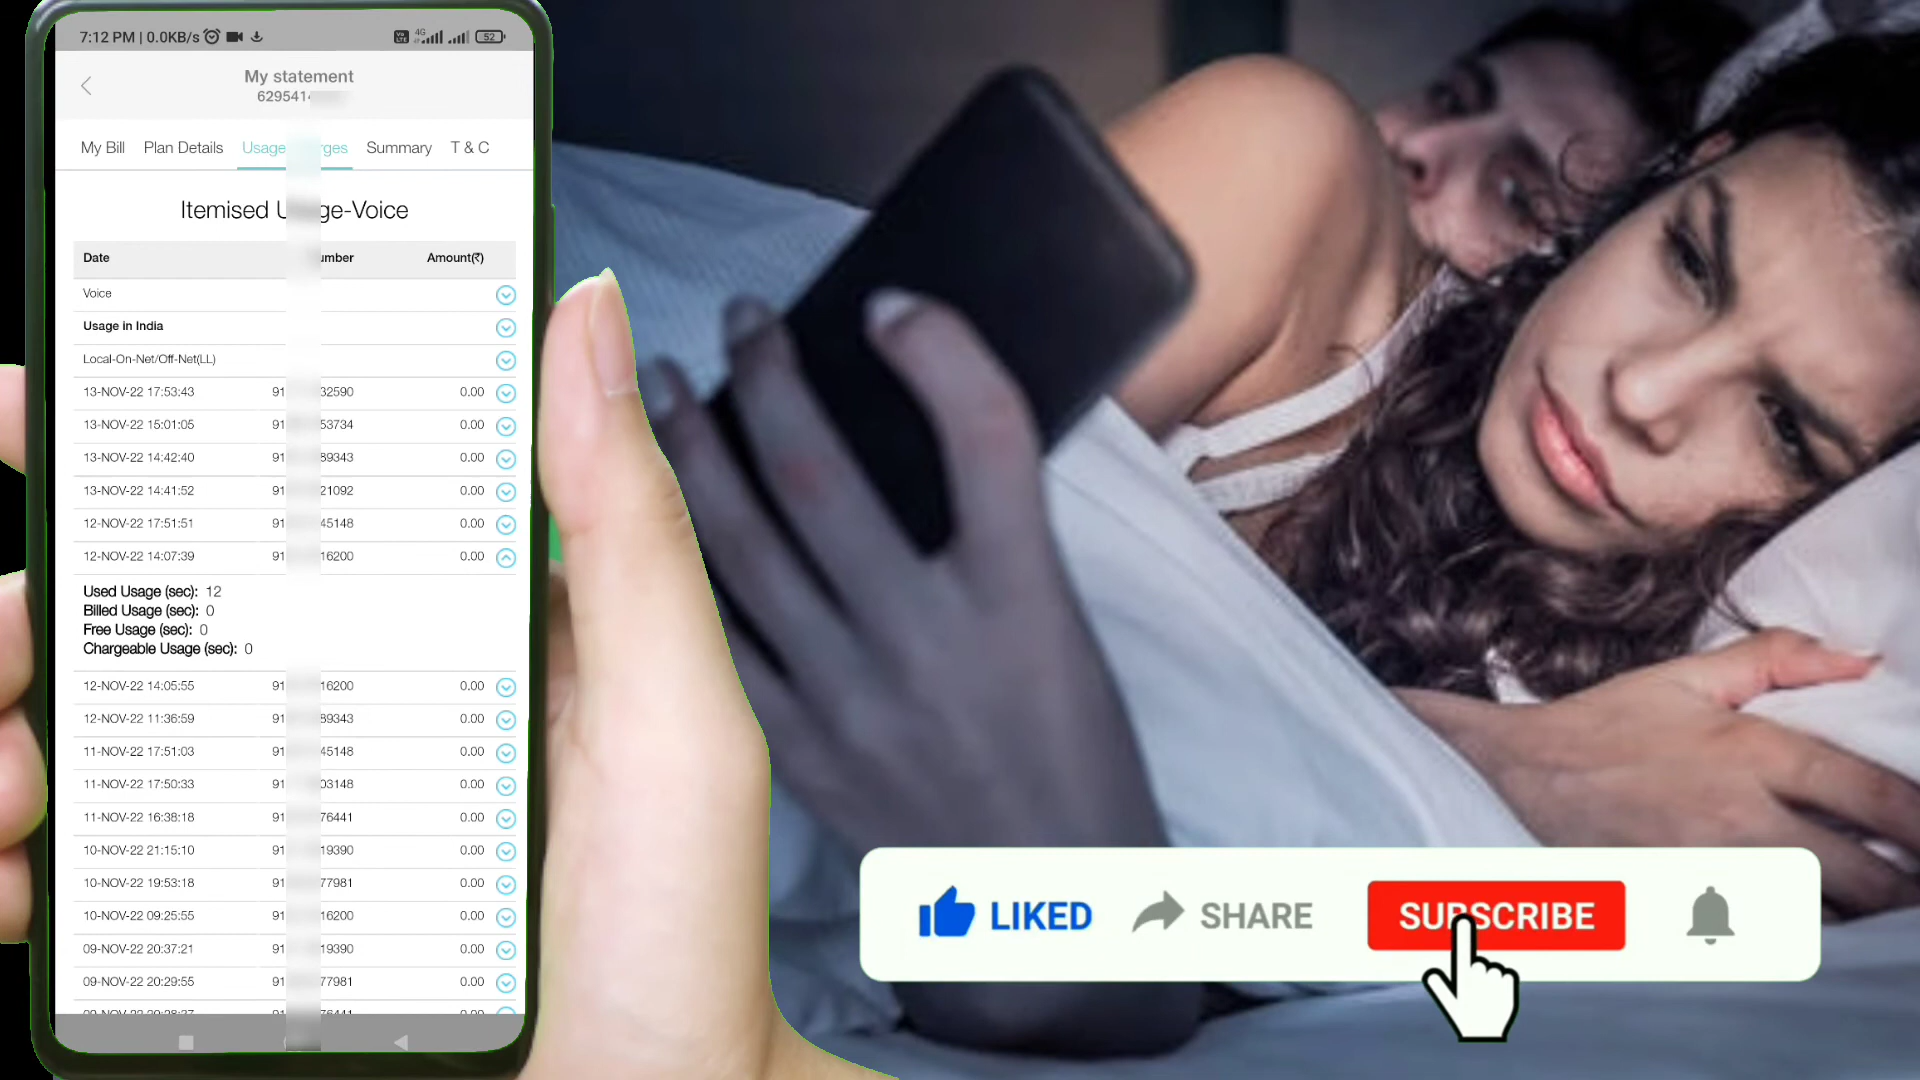 7:12 PM | 0.0KB/s
4G
52
My statement
629541
My Bill Plan Details Usage Summary T & C
Itemised Usage-Voice
Date Number Amount(₹)
Voice
Usage in India
Local-On-Net/Off-Net(LL)
13-NOV-22 17:53:43 91 32590 0.00
13-NOV-22 15:01:05 91 53734 0.00
13-NOV-22 14:42:40 91 89343 0.00
13-NOV-22 14:41:52 91 21092 0.00
12-NOV-22 17:51:51 91 45148 0.00
12-NOV-22 14:07:39 91 16200 0.00
Used Usage (sec): 12
Billed Usage (sec): 0
Free Usage (sec): 0
Chargeable Usage (sec): 0
12-NOV-22 14:05:55 91 16200 0.00
12-NOV-22 11:36:59 91 89343 0.00
11-NOV-22 17:51:03 91 45148 0.00
11-NOV-22 17:50:33 91 03148 0.00
11-NOV-22 16:38:18 91 76441 0.00
10-NOV-22 21:15:10 91 19390 0.00
10-NOV-22 19:53:18 91 77981 0.00
10-NOV-22 09:25:55 91 16200 0.00
09-NOV-22 20:37:21 91 19390 0.00
09-NOV-22 20:29:55 91 77981 0.00
LIKED SHARE SUBSCRIBE